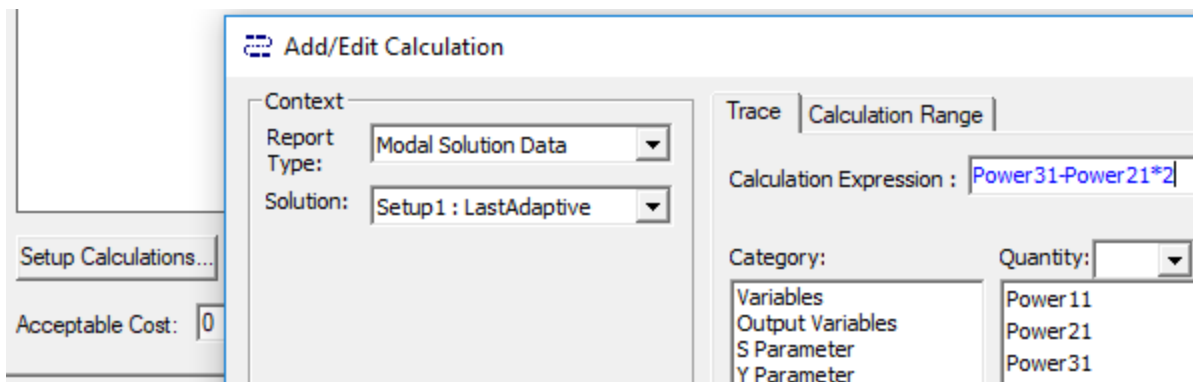 Add/Edit Calculation
Context
Report Type:
Modal Solution Data
Solution:
Setup1 : LastAdaptive
Trace
Calculation Range
Calculation Expression :
Power31-Power21*2
Setup Calculations...
Acceptable Cost:
0
Category:
Variables
Output Variables
S Parameter
Y Parameter
Quantity:
Power11
Power21
Power31